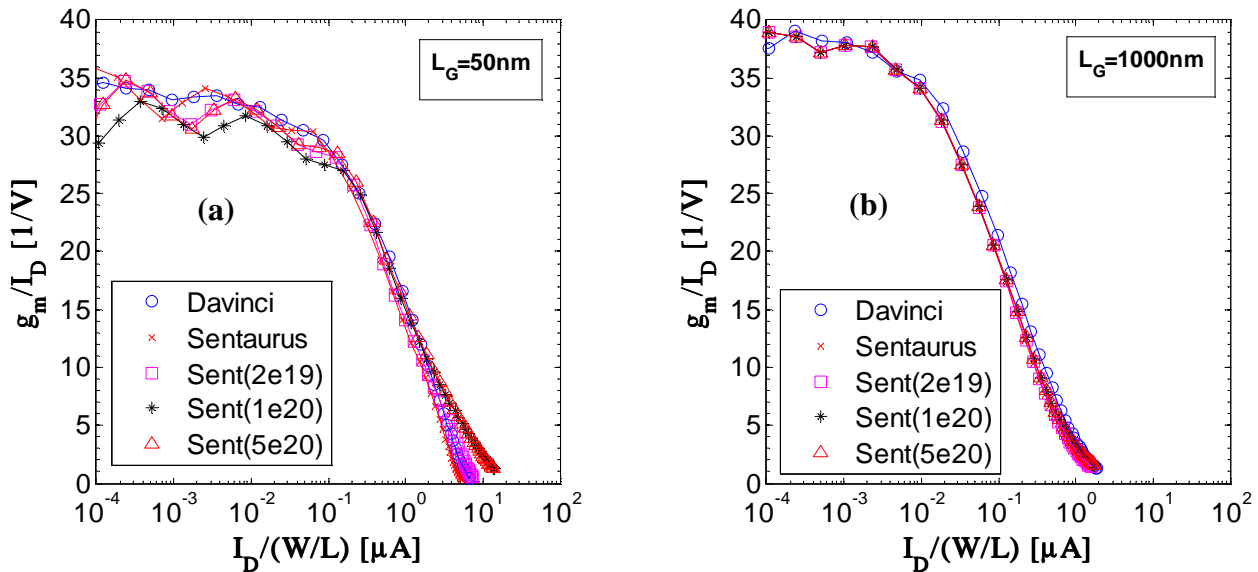 40
35
30
25
20
15
10
5
0
g_m/I_D [1/V]
L_G=50nm
(a)
Davinci
Sentaurus
Sent(2e19)
Sent(1e20)
Sent(5e20)
10^-4
10^-3
10^-2
10^-1
10^0
10^1
10^2
I_D/(W/L) [µA]
40
35
30
25
20
15
10
5
0
g_m/I_D [1/V]
L_G=1000nm
(b)
Davinci
Sentaurus
Sent(2e19)
Sent(1e20)
Sent(5e20)
10^-4
10^-3
10^-2
10^-1
10^0
10^1
10^2
I_D/(W/L) [µA]